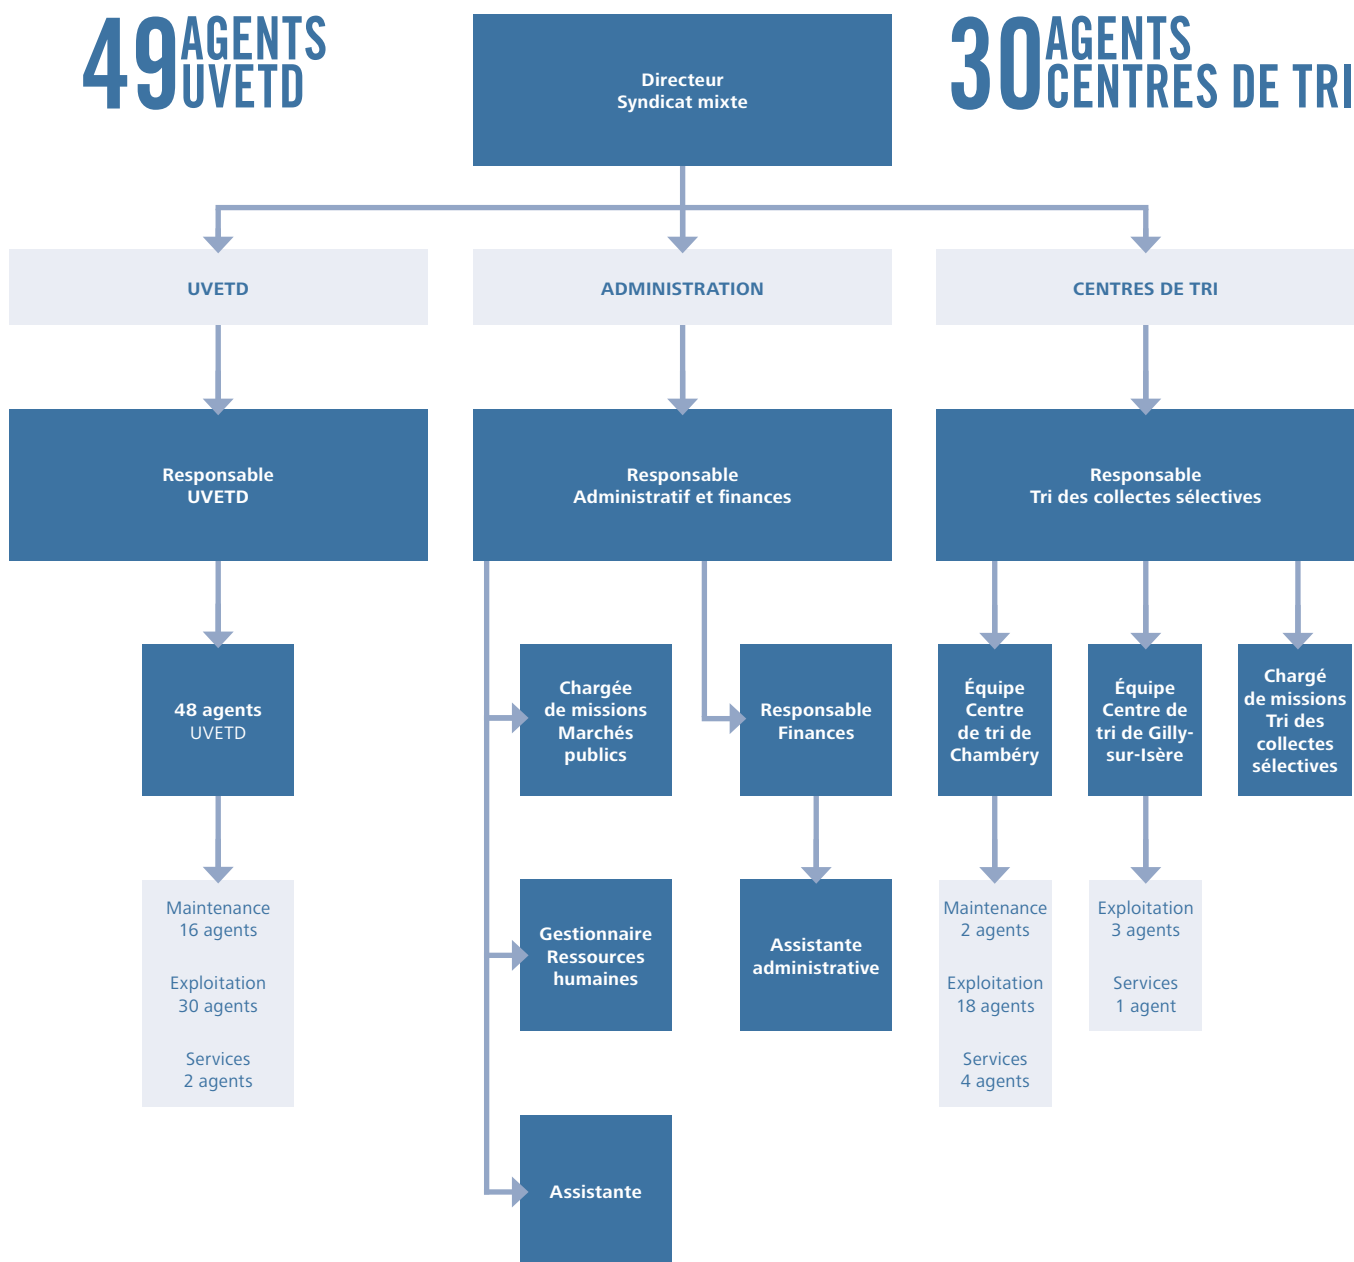 49 AGENTS
UVETD
Directeur
Syndicat mixte
30 AGENTS
CENTRES DE TRI
UVETD
ADMINISTRATION
CENTRES DE TRI
Responsable
UVETD
Responsable
Administratif et finances
Responsable
Tri des collectes sélectives
48 agents
UVETD
Chargée
de missions
Marchés
publics
Responsable
Finances
Équipe
Centre
de tri de
Chambéry
Équipe
Centre de
tri de Gilly-
sur-Isère
Chargé
de missions
Tri des
collectes
sélectives
Maintenance
16 agents
Exploitation
30 agents
Services
2 agents
Gestionnaire
Ressources
humaines
Assistante
administrative
Maintenance
2 agents
Exploitation
18 agents
Services
4 agents
Exploitation
3 agents
Services
1 agent
Assistante